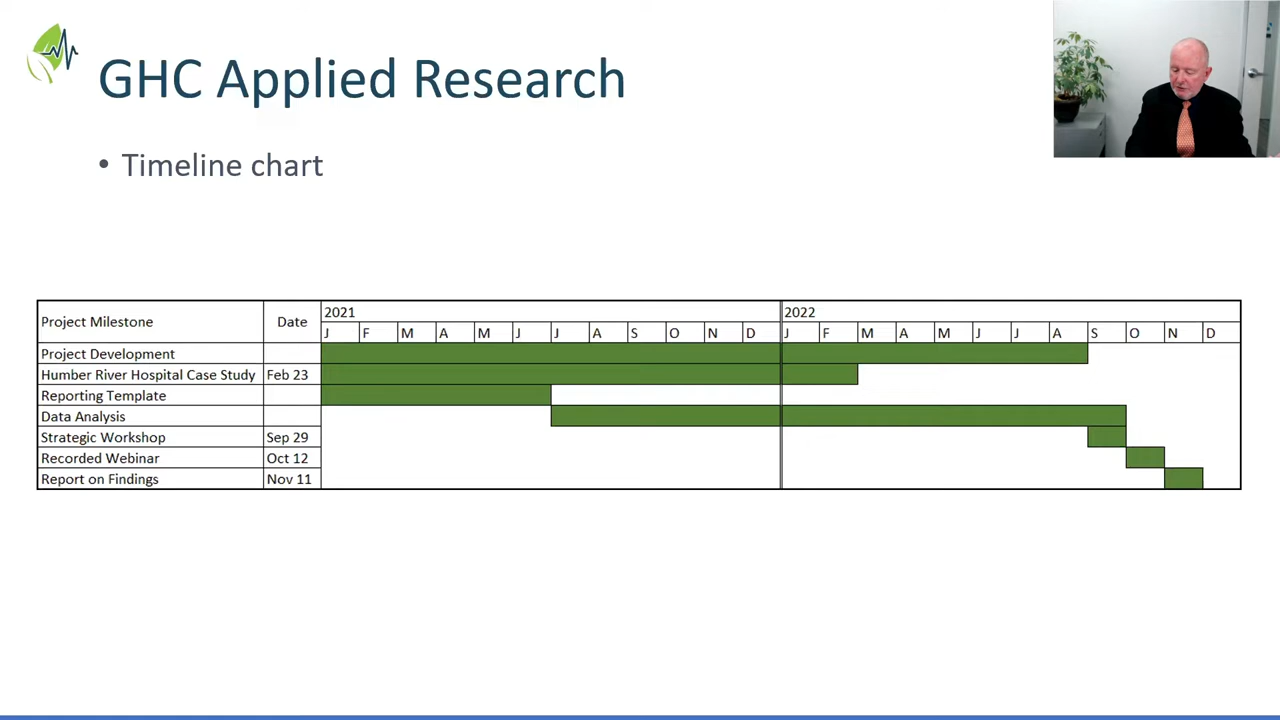 GHC Applied Research
• Timeline chart
Project Milestone Date 2021 2022
J F M A M J J A S O N D J F M A M J J A S O N D
Project Development
Humber River Hospital Case Study Feb 23
Reporting Template
Data Analysis
Strategic Workshop Sep 29
Recorded Webinar Oct 12
Report on Findings Nov 11